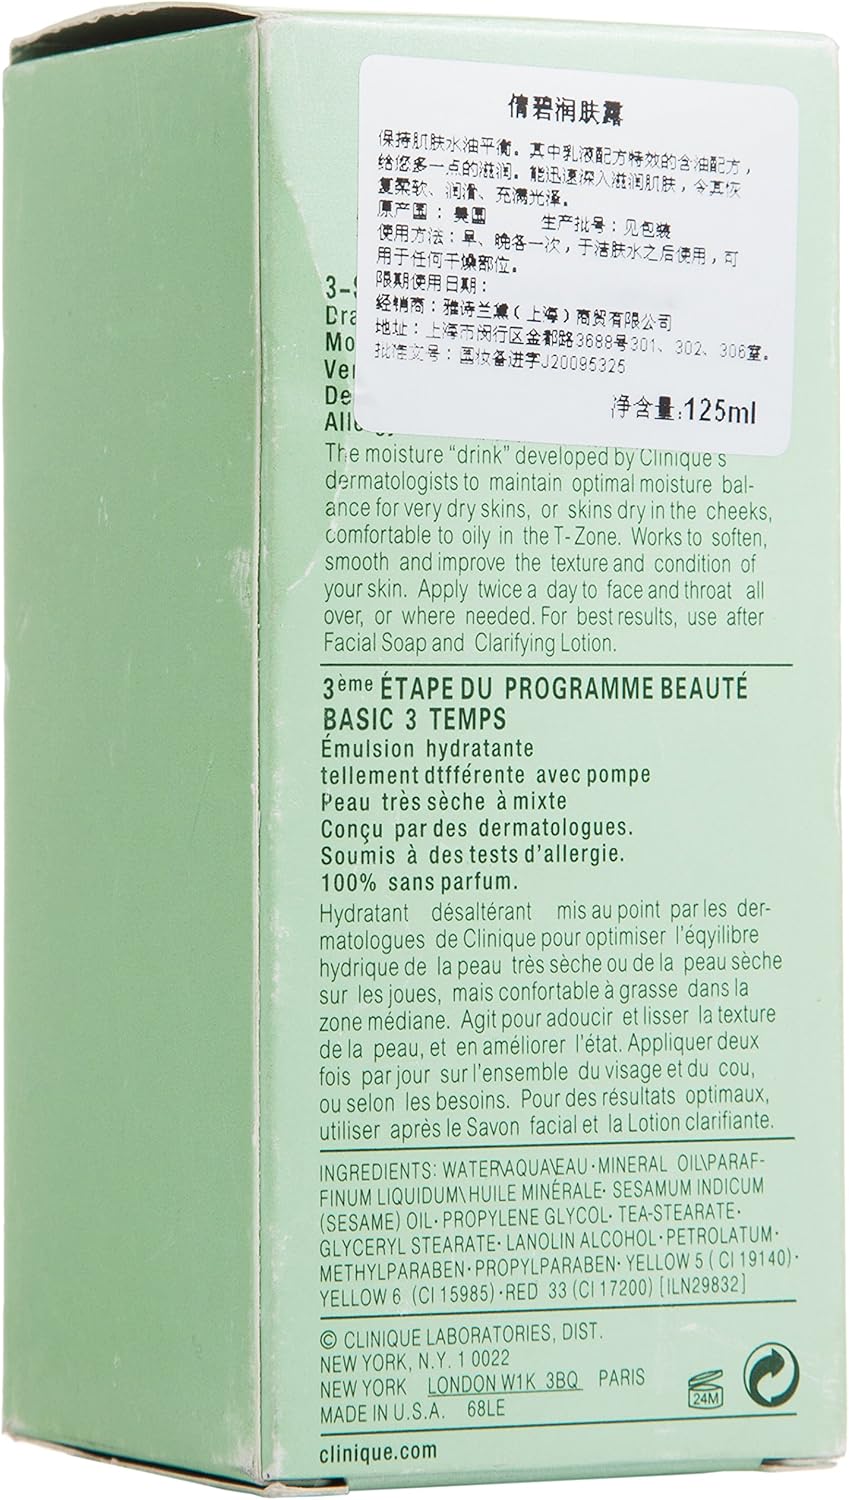 倩碧润肤露
保持肌肤水油平衡。其中乳液配方特效的含油配方，
给您多一点的滋润。能迅速深入滋润肌肤，令其恢
复柔软、润滑、充满光泽。
原产国：美国 生产批号：见包装
使用方法：早、晚各一次，于洁肤水之后使用，可
用于任何干燥部位。
限期使用日期：
经销商：雅诗兰黛（上海）商贸有限公司
地址：上海市闵行区金都路3688号301、302、306室。
批准文号：国妆备进字J20095325
净含量:125ml
3-S
Dra
Mo
Ver
De
The moisture “drink” developed by Clinique's
dermatologists to maintain optimal moisture bal-
ance for very dry skins, or skins dry in the cheeks,
comfortable to oily in the T-Zone. Works to soften,
smooth and improve the texture and condition of
your skin. Apply twice a day to face and throat all
over, or where needed. For best results, use after
Facial Soap and Clarifying Lotion.
3ème ÉTAPE DU PROGRAMME BEAUTÉ
BASIC 3 TEMPS
Émulsion hydratante
tellement dtfférente avec pompe
Peau très sèche à mixte
Conçu par des dermatologues.
Soumis à des tests d'allergie.
100% sans parfum.
Hydratant désaltérant mis au point par les der-
matologues de Clinique pour optimiser l'éqyilibre
hydrique de la peau très sèche ou de la peau sèche
sur les joues, mais confortable à grasse dans la
zone médiane. Agit pour adoucir et lisser la texture
de la peau, et en améliorer l'état. Appliquer deux
fois par jour sur l'ensemble du visage et du cou,
ou selon les besoins. Pour des résultats optimaux,
utiliser après le Savon facial et la Lotion clarifiante.
INGREDIENTS: WATER\AQUA\EAU· MINERAL OIL\PARAF-
FINUM LIQUIDUM\HUILE MINÉRALE· SESAMUM INDICUM
(SESAME) OIL· PROPYLENE GLYCOL· TEA-STEARATE·
GLYCERYL STEARATE· LANOLIN ALCOHOL· PETROLATUM·
METHYLPARABEN· PROPYLPARABEN· YELLOW 5 ( CI 19140)·
YELLOW 6 (CI 15985)·RED 33 (CI 17200) [ILN29832]
© CLINIQUE LABORATORIES, DIST.
NEW YORK, N.Y. 1 0022
NEW YORK LONDON W1K 3BQ PARIS
MADE IN U.S.A. 68LE
24M
clinique.com